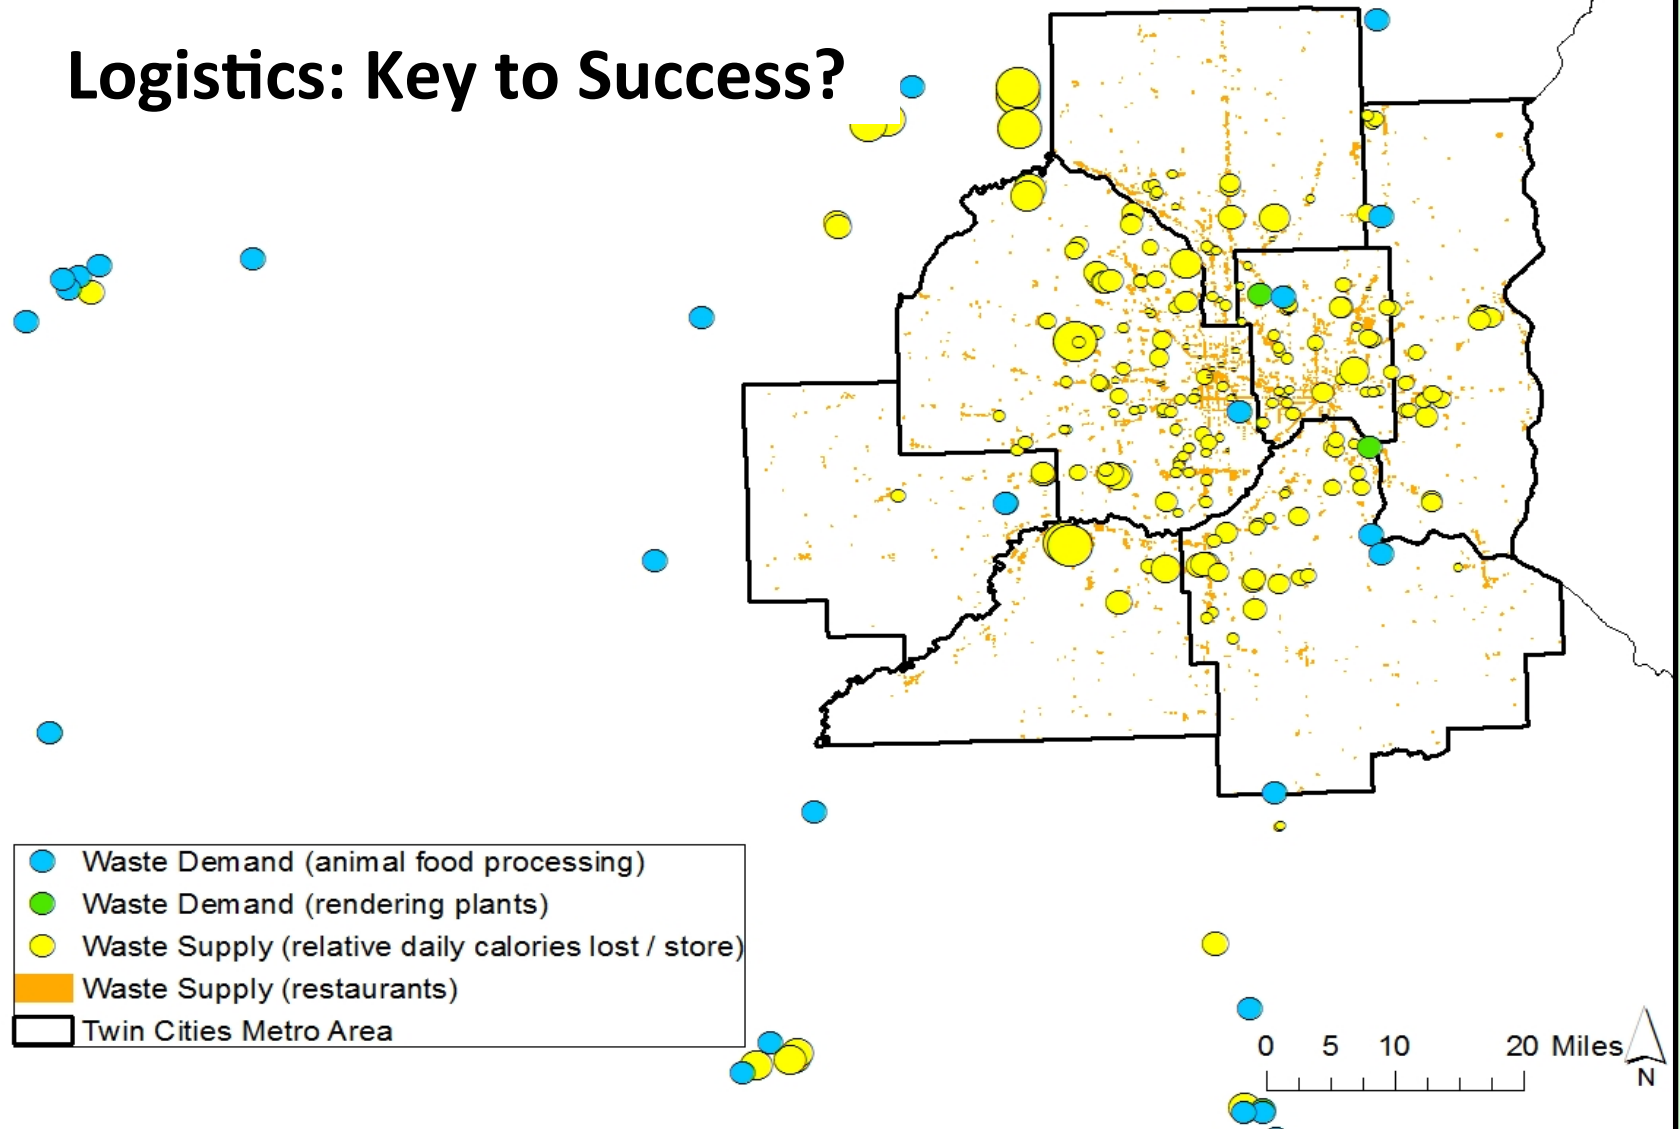 Logistics: Key to Success?
Waste Demand (animal food processing)
Waste Demand (rendering plants)
Waste Supply (relative daily calories lost / store)
Waste Supply (restaurants)
Twin Cities Metro Area
0 5 10 20 Miles
N